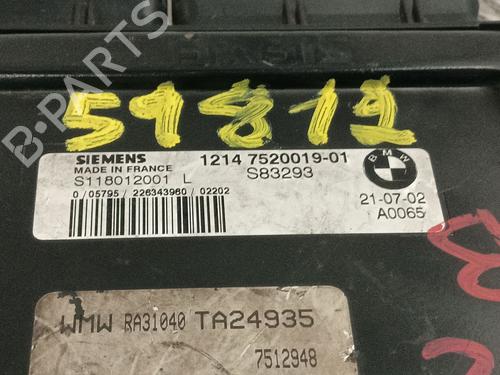 B-PARTS
59819
SIEMENS 1214 7520019-01
MADE IN FRANCE S83293
S118012001 L
BMW
0 / 05795 / 226343960 / 02202
21-07-02
A0065
WMW RA31040 TA24935
7512948